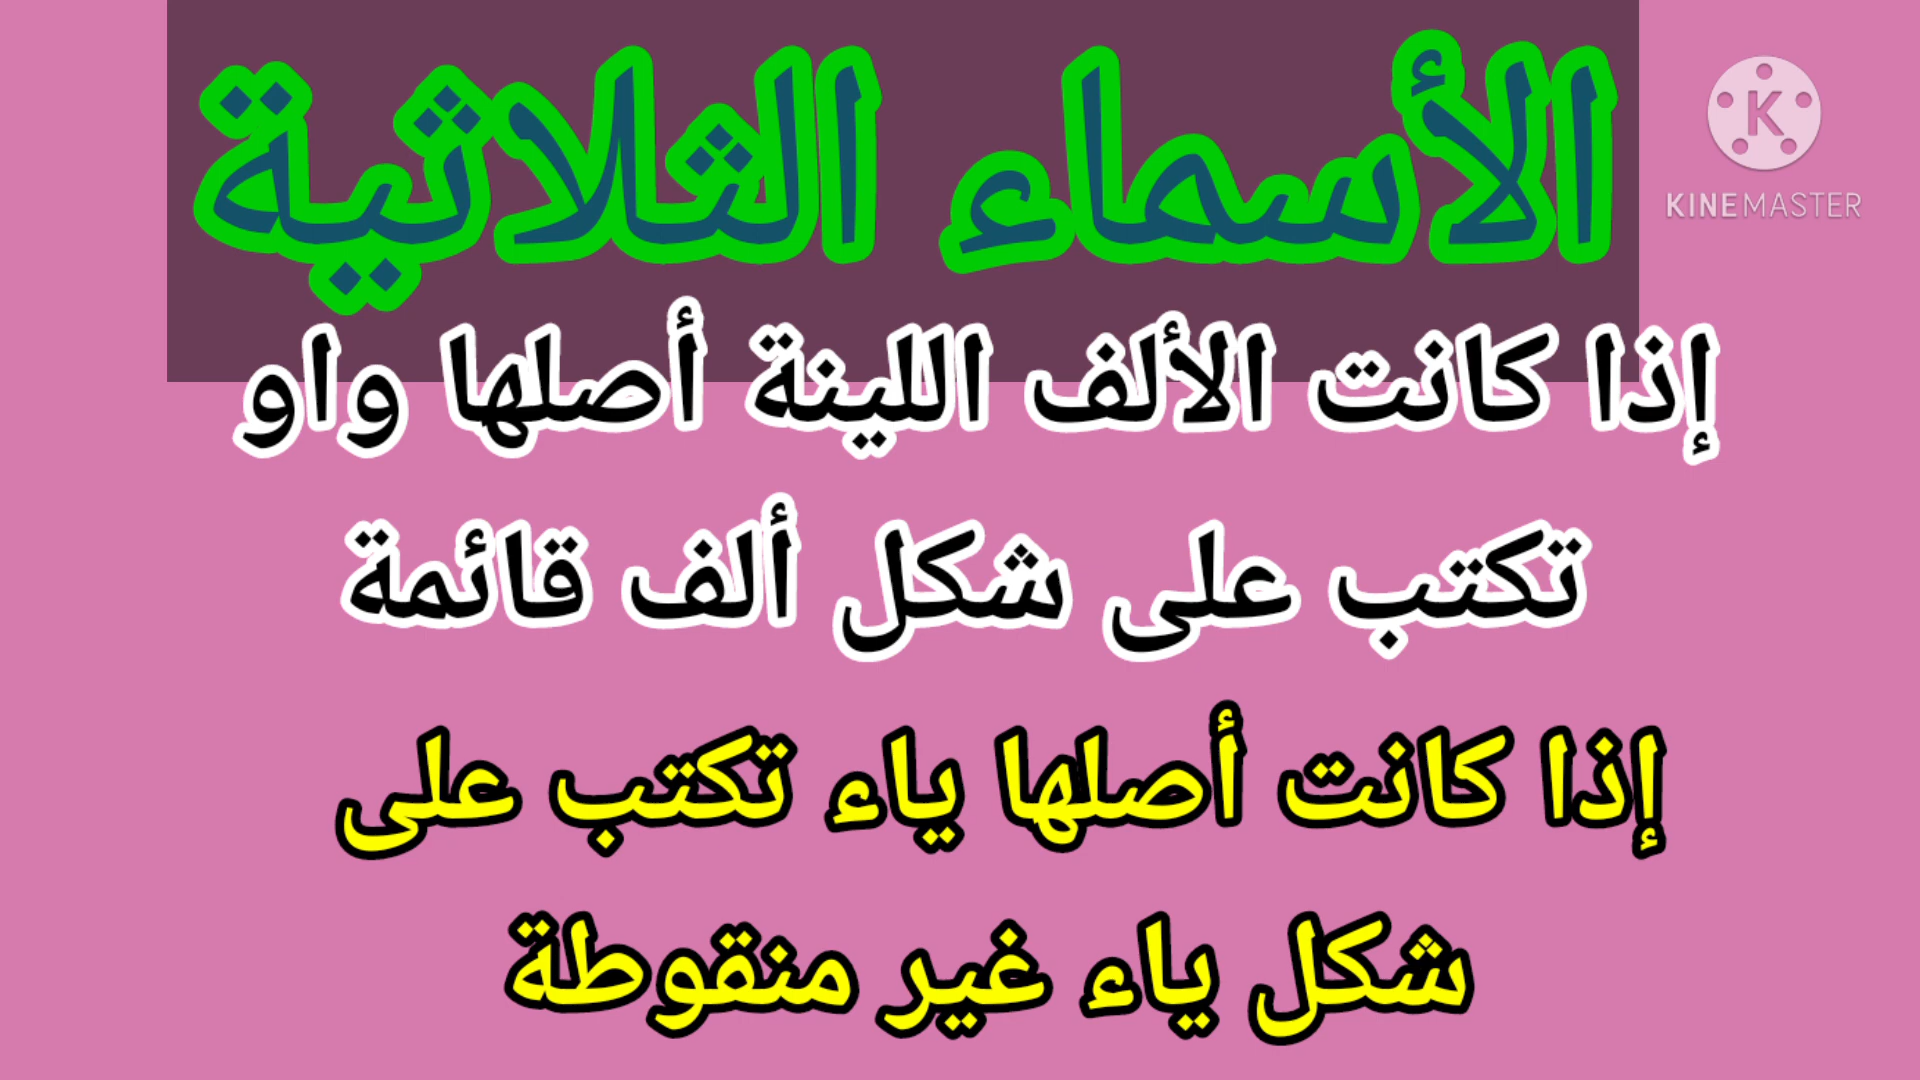 الأسماء الثلاثية
KINEMASTER
إذا كانت الألف اللينة أصلها واو
تكتب على شكل ألف قائمة
إذا كانت أصلها ياء تكتب على
شكل ياء غير منقوطة